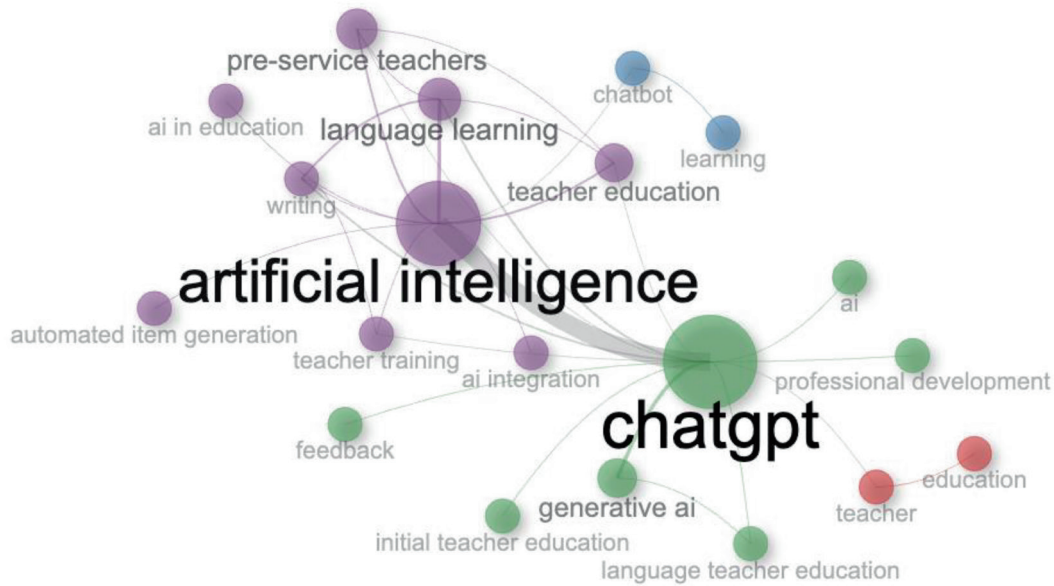 pre-service teachers
chatbot
ai in education
language learning
learning
teacher education
writing
artificial intelligence
ai
automated item generation
teacher training
ai integration
professional development
chatgpt
feedback
education
generative ai
teacher
initial teacher education
language teacher education